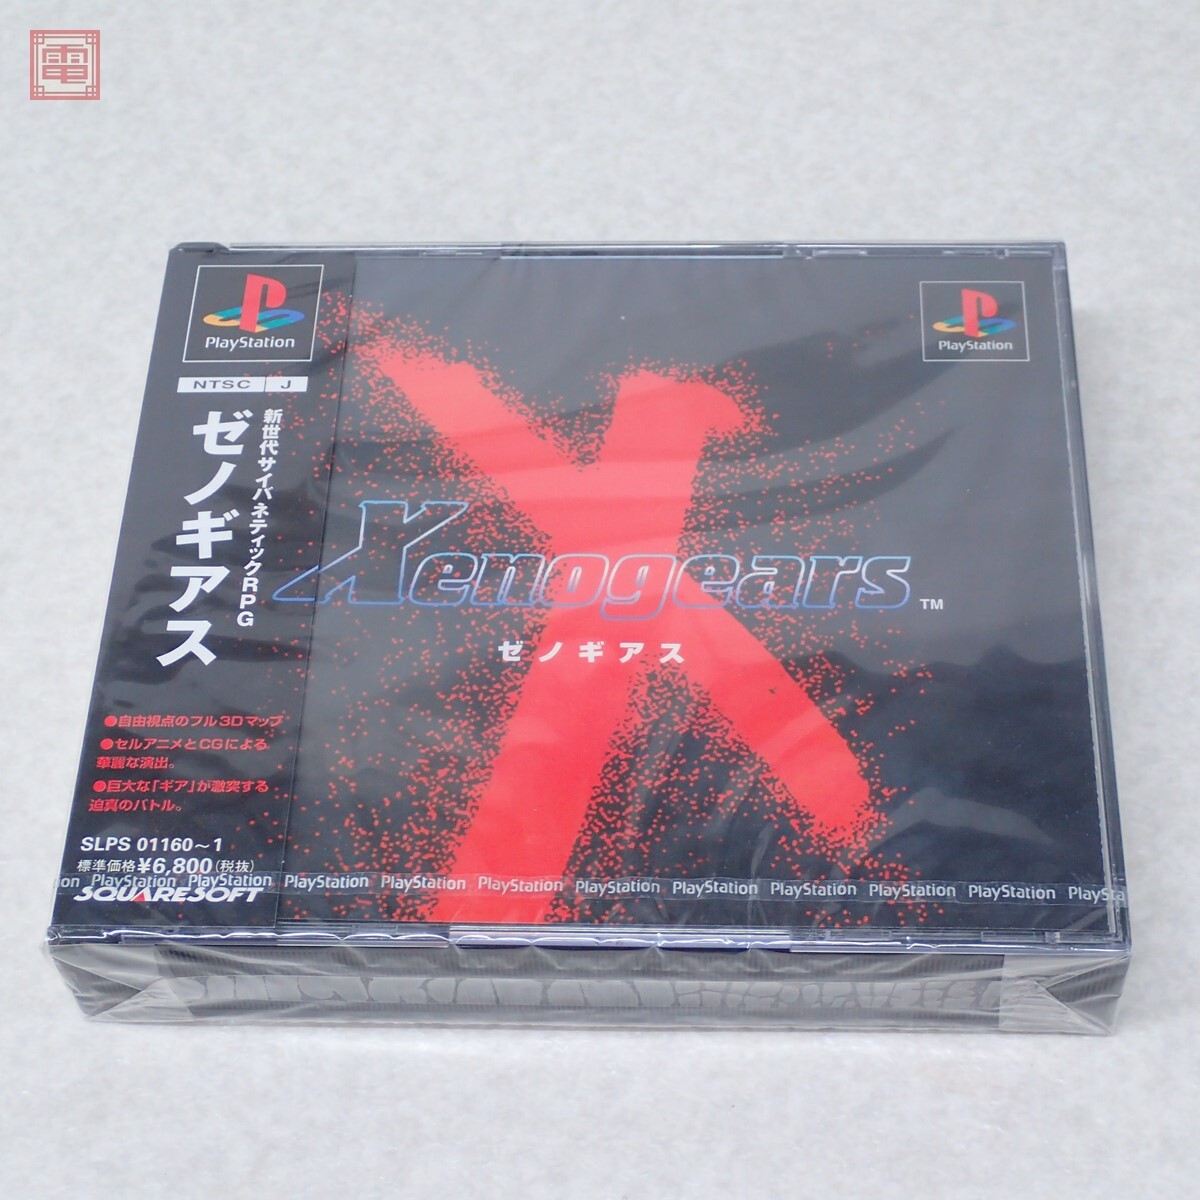 電
PlayStation
NTSC J
新世代サイバネティックRPG
ゼノギアス
●自由視点のフル3Dマップ
●セルアニメとCGによる
華麗な演出。
●巨大な「ギア」が激突する
迫真のバトル。
SLPS 01160〜1
標準価格¥6,800(税抜)
SQUARESOFT
PlayStation
Xenogears™
ゼノギアス
on PlayStation PlayStation PlayStation PlayStation PlayStation PlayStation PlayStation PlayStation PlayStation PlayStation PlaySta